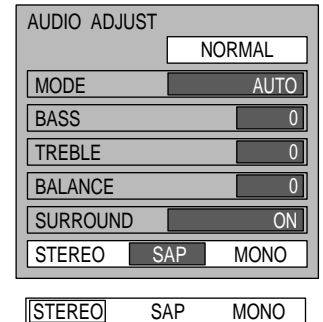 AUDIO ADJUST
NORMAL
MODE AUTO
BASS 0
TREBLE 0
BALANCE 0
SURROUND ON
STEREO SAP MONO
STEREO SAP MONO